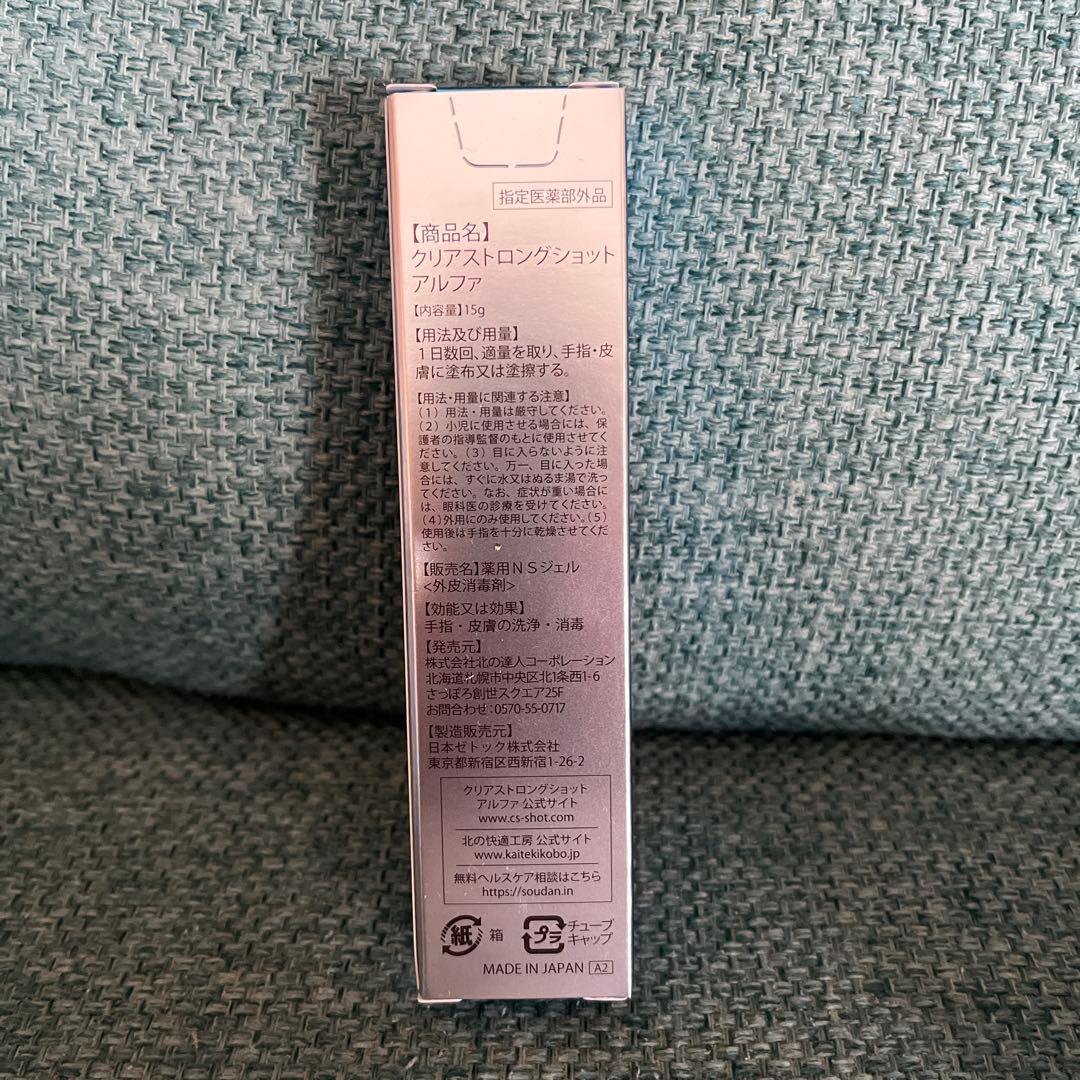 指定医薬部外品
【商品名】
クリアストロングショット
アルファ
【内容量】15g
【用法及び用量】
1日数回、適量を取り、手指・皮
膚に塗布又は塗擦する。
【用法・用量に関連する注意】
(1) 用法・用量は厳守してください。
(2) 小児に使用させる場合には、保
護者の指導監督のもとに使用させてく
ださい。(3) 目に入らないように注
意してください。万一、目に入った場
合には、すぐに水又はぬるま湯で洗っ
てください。なお、症状が重い場合に
は、眼科医の診療を受けてください。
(4)外用にのみ使用してください。(5)
使用後は手指を十分に乾燥させてくだ
さい。
【販売名】薬用NSジェル
<外皮消毒剤>
【効能又は効果】
手指・皮膚の洗浄・消毒
【発売元】
株式会社北の達人コーポレーション
北海道札幌市中央区北1条西1-6
さっぽろ創世スクエア25F
お問合わせ:0570-55-0717
【製造販売元】
日本ゼトック株式会社
東京都新宿区西新宿1-26-2
クリアストロングショット
アルファ 公式サイト
www.cs-shot.com
北の快適工房 公式サイト
www.kaitekikobo.jp
無料ヘルスケア相談はこちら
https://soudan.in
紙 箱 プラ チューブ
キャップ
MADE IN JAPAN A2